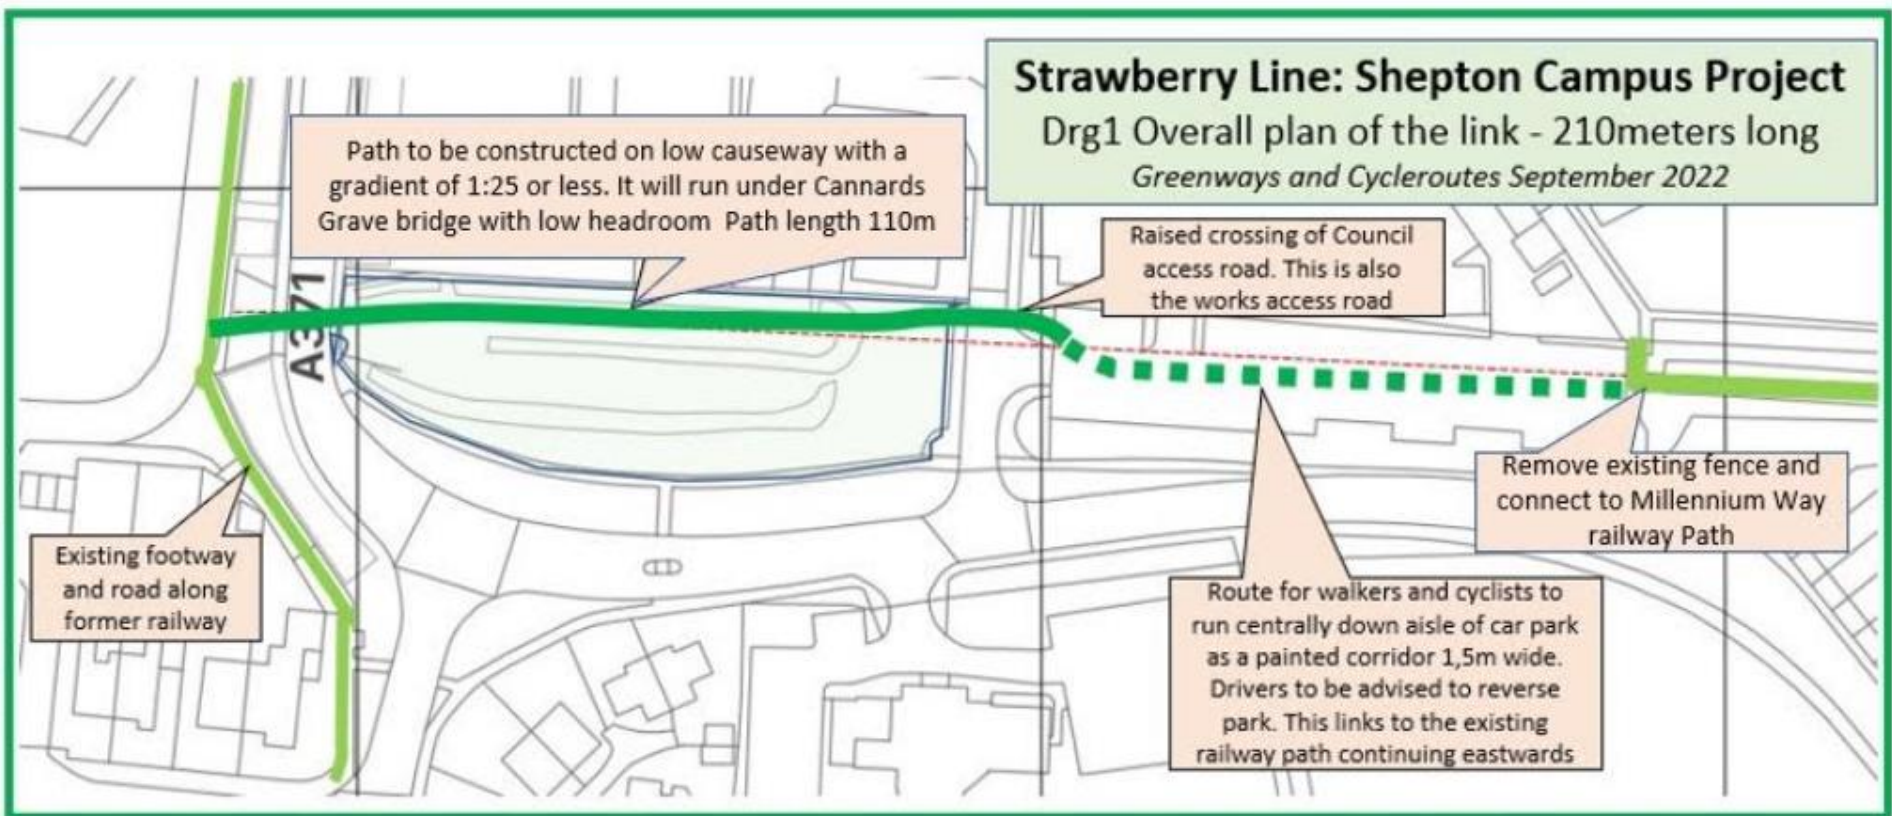 Strawberry Line: Shepton Campus Project
Drg1 Overall plan of the link - 210meters long
Greenways and Cycleroutes September 2022
Path to be constructed on low causeway with a
gradient of 1:25 or less. It will run under Cannards
Grave bridge with low headroom  Path length 110m
Raised crossing of Council
access road. This is also
the works access road
A371
Remove existing fence and
connect to Millennium Way
railway Path
Existing footway
and road along
former railway
Route for walkers and cyclists to
run centrally down aisle of car park
as a painted corridor 1,5m wide.
Drivers to be advised to reverse
park. This links to the existing
railway path continuing eastwards